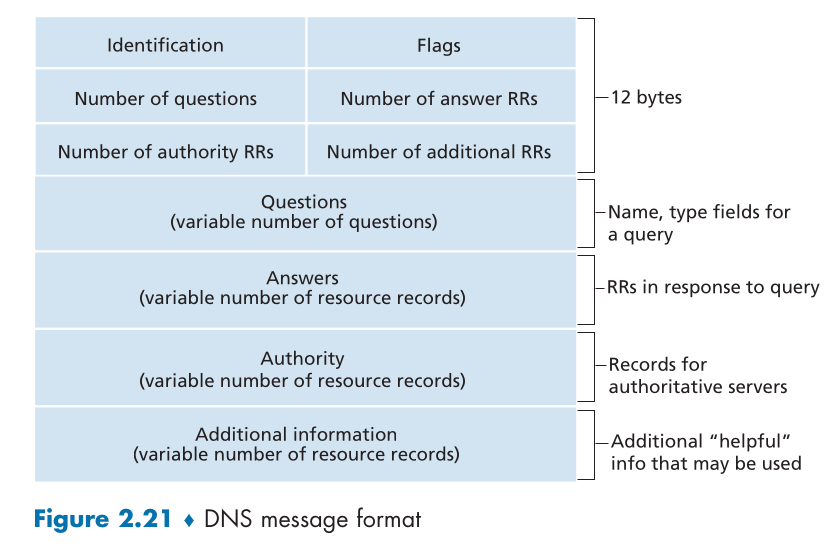 Identification
Flags
Number of questions
Number of answer RRs
12 bytes
Number of authority RRs
Number of additional RRs
Questions
(variable number of questions)
Name, type fields for
a query
Answers
(variable number of resource records)
RRs in response to query
Authority
(variable number of resource records)
Records for
authoritative servers
Additional information
(variable number of resource records)
Additional “helpful”
info that may be used
Figure 2.21 ♦ DNS message format